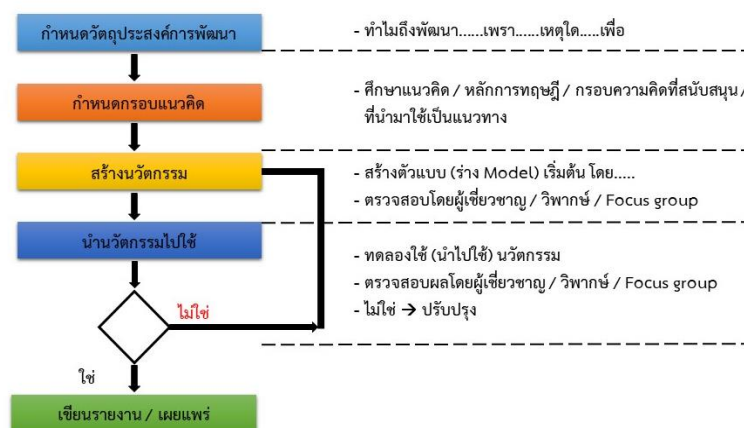 กำหนดวัตถุประสงค์การพัฒนา
- ทำไมถึงพัฒนา......เพรา......เหตุใด.....เพื่อ
กำหนดกรอบแนวคิด
- ศึกษาแนวคิด / หลักการทฤษฎี / กรอบความคิดที่สนับสนุน /
ที่นำมาใช้เป็นแนวทาง
สร้างนวัตกรรม
- สร้างตัวแบบ (ร่าง Model) เริ่มต้น โดย.....
- ตรวจสอบโดยผู้เชี่ยวชาญ / วิพากษ์ / Focus group
นำนวัตกรรมไปใช้
- ทดลองใช้ (นำไปใช้) นวัตกรรม
- ตรวจสอบผลโดยผู้เชี่ยวชาญ / วิพากษ์ / Focus group
- ไม่ใช่ → ปรับปรุง
ไม่ใช่
ใช่
เขียนรายงาน / เผยแพร่